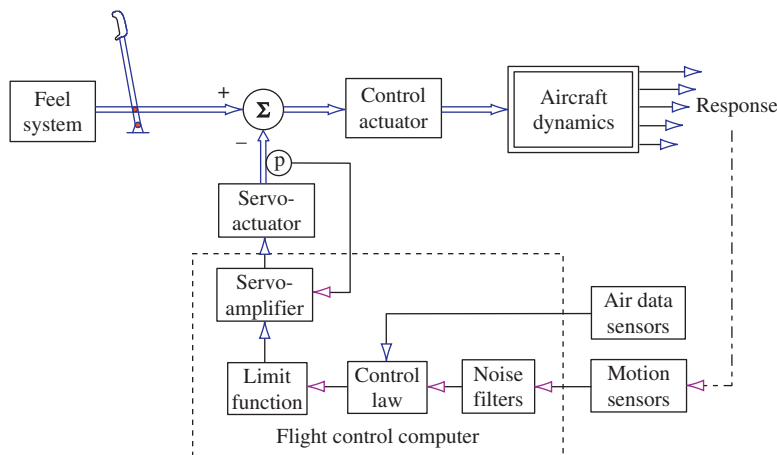 Feel
system
+
Σ
−
Control
actuator
Aircraft
dynamics
Response
p
Servo-
actuator
Servo-
amplifier
Air data
sensors
Limit
function
Control
law
Noise
filters
Motion
sensors
Flight control computer